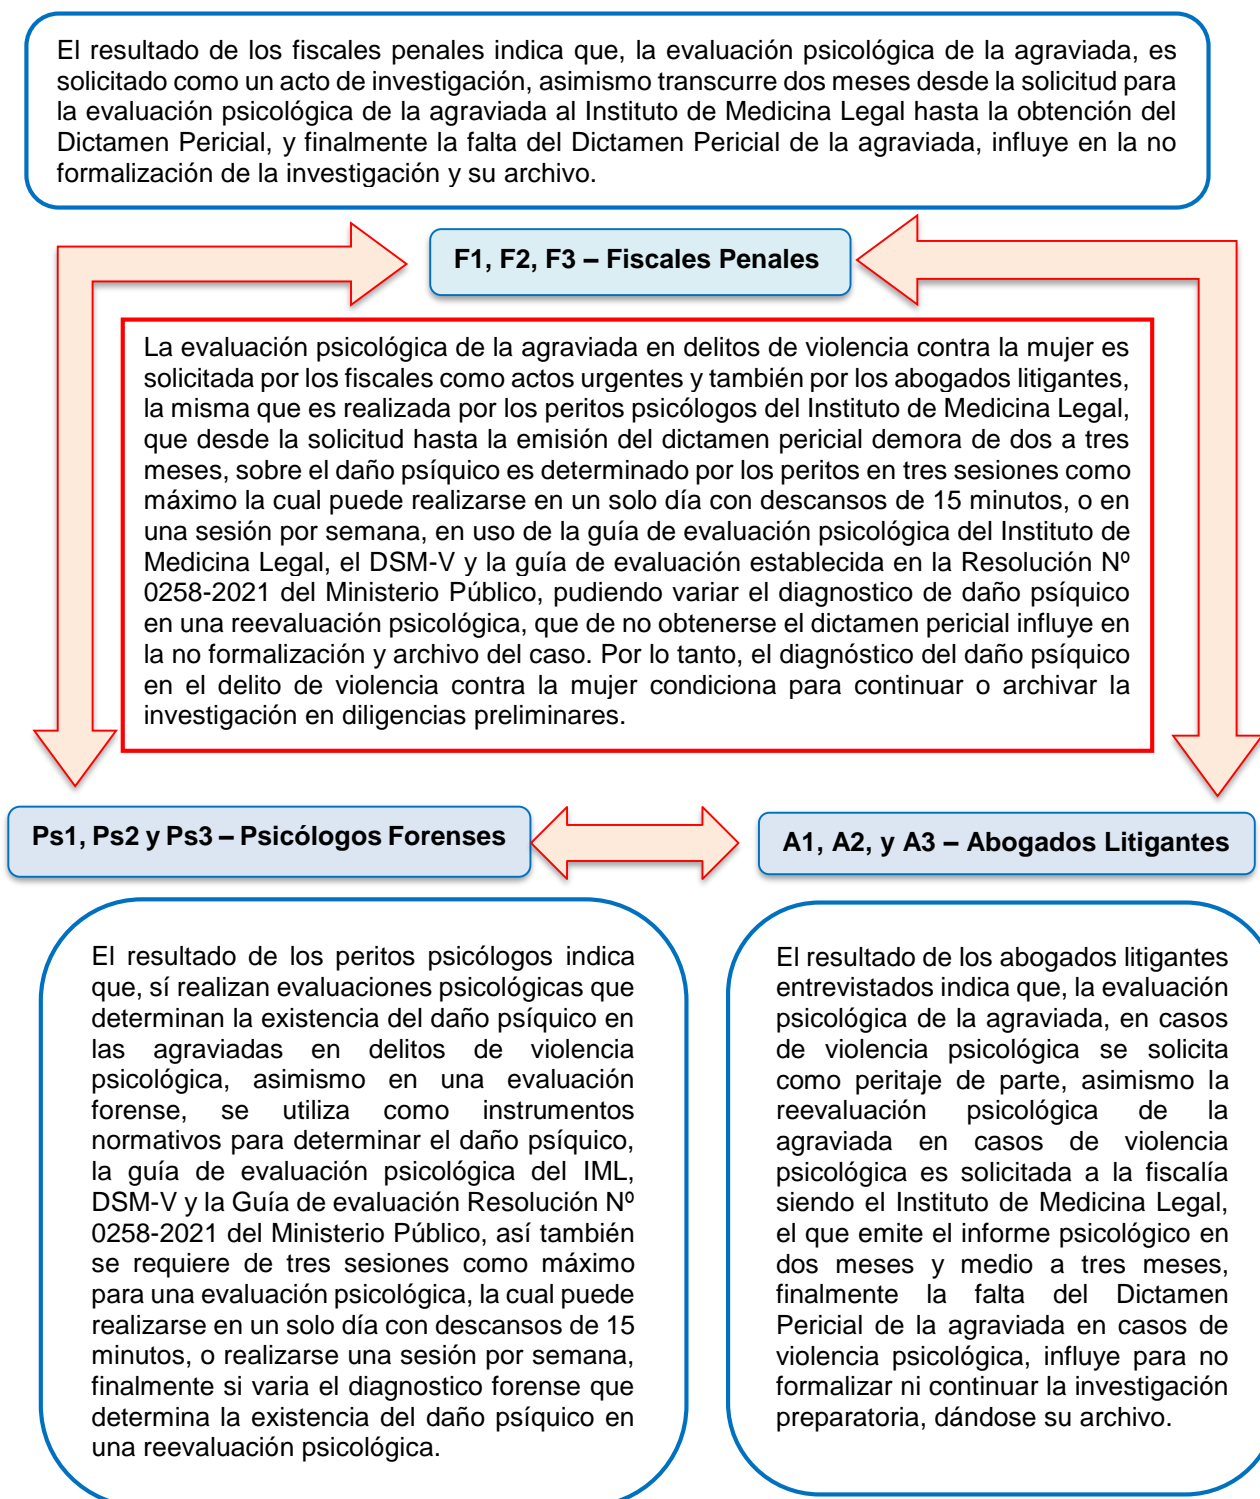 El resultado de los fiscales penales indica que, la evaluación psicológica de la agraviada, es
solicitado como un acto de investigación, asimismo transcurre dos meses desde la solicitud para
la evaluación psicológica de la agraviada al Instituto de Medicina Legal hasta la obtención del
Dictamen Pericial, y finalmente la falta del Dictamen Pericial de la agraviada, influye en la no
formalización de la investigación y su archivo.
F1, F2, F3 – Fiscales Penales
La evaluación psicológica de la agraviada en delitos de violencia contra la mujer es
solicitada por los fiscales como actos urgentes y también por los abogados litigantes,
la misma que es realizada por los peritos psicólogos del Instituto de Medicina Legal,
que desde la solicitud hasta la emisión del dictamen pericial demora de dos a tres
meses, sobre el daño psíquico es determinado por los peritos en tres sesiones como
máximo la cual puede realizarse en un solo día con descansos de 15 minutos, o en
una sesión por semana, en uso de la guía de evaluación psicológica del Instituto de
Medicina Legal, el DSM-V y la guía de evaluación establecida en la Resolución Nº
0258-2021 del Ministerio Público, pudiendo variar el diagnostico de daño psíquico
en una reevaluación psicológica, que de no obtenerse el dictamen pericial influye en
la no formalización y archivo del caso. Por lo tanto, el diagnóstico del daño psíquico
en el delito de violencia contra la mujer condiciona para continuar o archivar la
investigación en diligencias preliminares.
Ps1, Ps2 y Ps3 – Psicólogos Forenses
A1, A2, y A3 – Abogados Litigantes
El resultado de los peritos psicólogos indica
que, sí realizan evaluaciones psicológicas que
determinan la existencia del daño psíquico en
las agraviadas en delitos de violencia
psicológica, asimismo en una evaluación
forense, se utiliza como instrumentos
normativos para determinar el daño psíquico,
la guía de evaluación psicológica del IML,
DSM-V y la Guía de evaluación Resolución Nº
0258-2021 del Ministerio Público, así también
se requiere de tres sesiones como máximo
para una evaluación psicológica, la cual puede
realizarse en un solo día con descansos de 15
minutos, o realizarse una sesión por semana,
finalmente si varia el diagnostico forense que
determina la existencia del daño psíquico en
una reevaluación psicológica.
El resultado de los abogados litigantes
entrevistados indica que, la evaluación
psicológica de la agraviada, en casos
de violencia psicológica se solicita
como peritaje de parte, asimismo la
reevaluación psicológica de la
agraviada en casos de violencia
psicológica es solicitada a la fiscalía
siendo el Instituto de Medicina Legal,
el que emite el informe psicológico en
dos meses y medio a tres meses,
finalmente la falta del Dictamen
Pericial de la agraviada en casos de
violencia psicológica, influye para no
formalizar ni continuar la investigación
preparatoria, dándose su archivo.